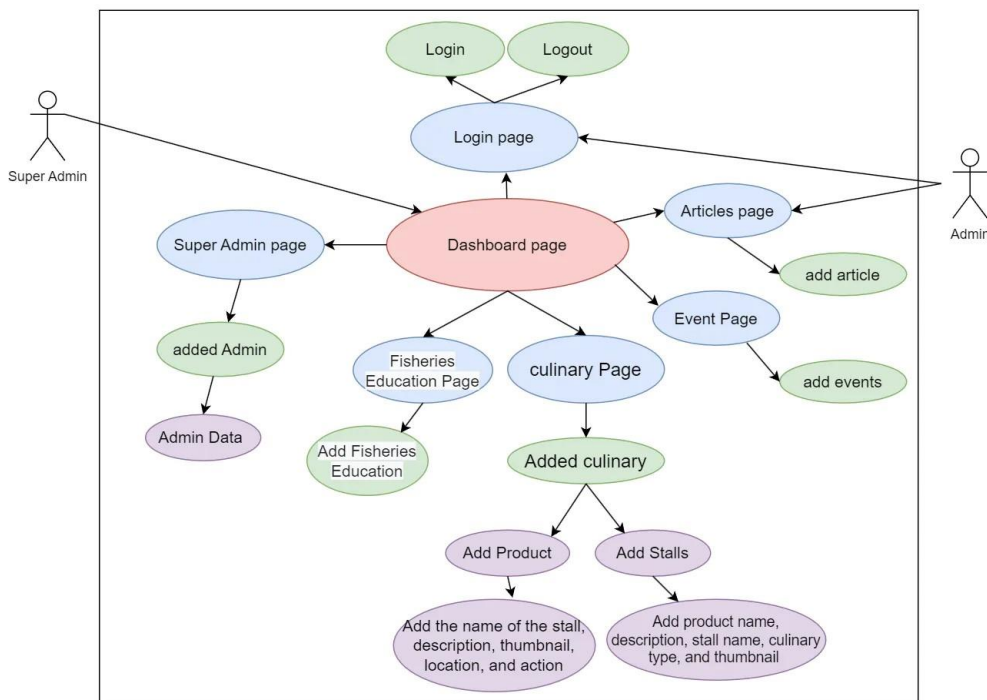 Login
Logout
Login page
Super Admin
Articles page
Admin
Super Admin page
Dashboard page
add article
Event Page
added Admin
Fisheries
Education Page
culinary Page
add events
Admin Data
Add Fisheries
Education
Added culinary
Add Product
Add Stalls
Add the name of the stall,
description, thumbnail,
location, and action
Add product name,
description, stall name, culinary
type, and thumbnail